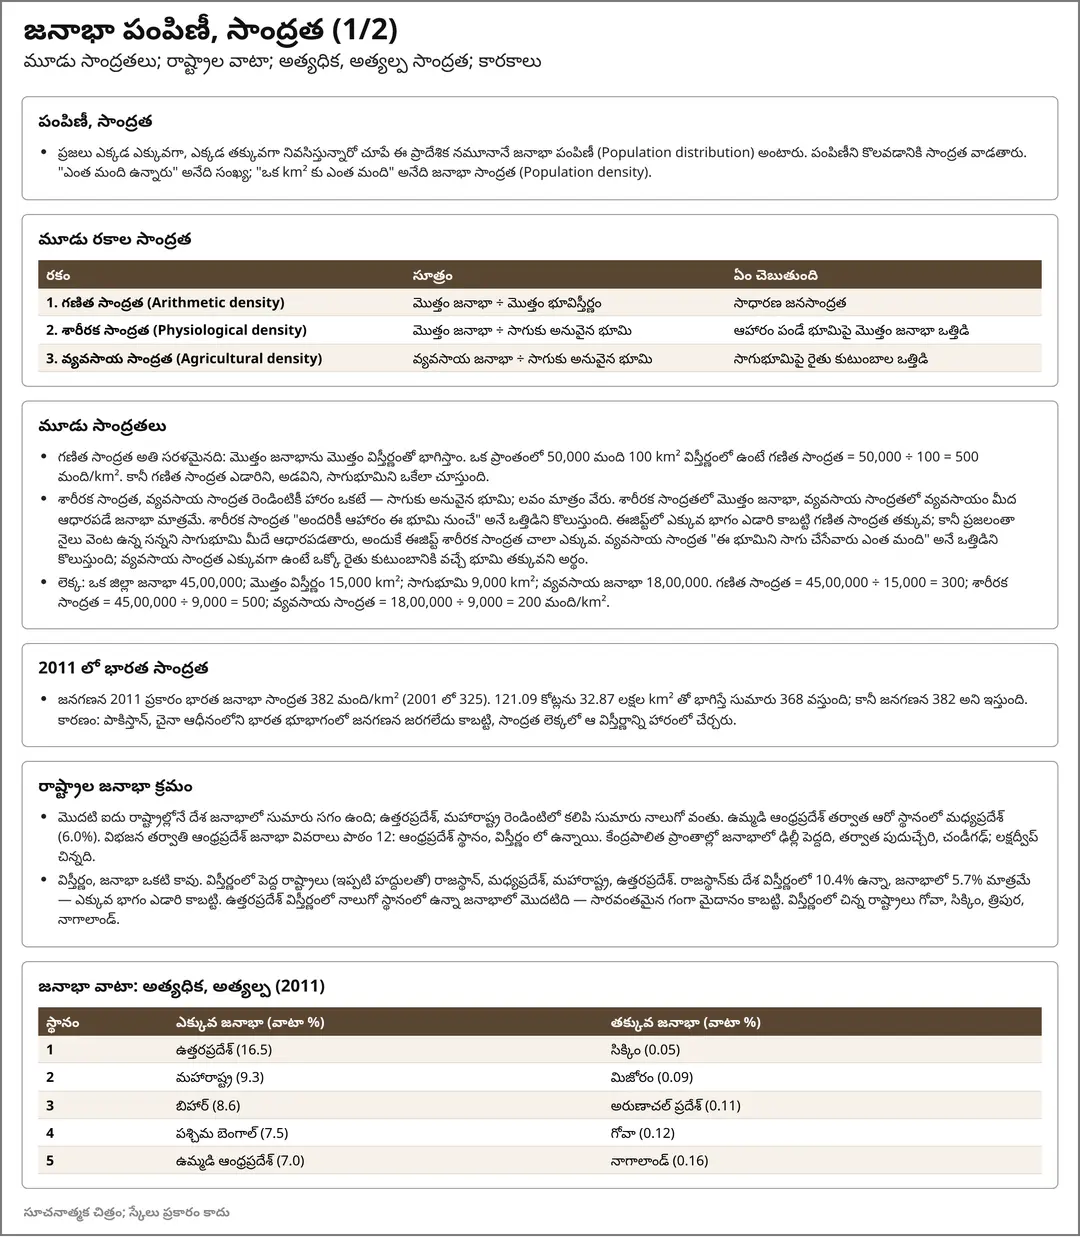 జనాభా పంపిణీ, సాంద్రత (1/2)
మూడు సాంద్రతలు; రాష్ట్రాల వాటా; అత్యధిక, అత్యల్ప సాంద్రత; కారకాలు
పంపిణీ, సాంద్రత
• ప్రజలు ఎక్కడ ఎక్కువగా, ఎక్కడ తక్కువగా నివసిస్తున్నారో చూపే ఈ ప్రాదేశిక నమూనానే జనాభా పంపిణీ (Population distribution) అంటారు. పంపిణీని కొలవడానికి సాంద్రత వాడతారు.
"ఎంత మంది ఉన్నారు" అనేది సంఖ్య; "ఒక km² కు ఎంత మంది" అనేది జనాభా సాంద్రత (Population density).
మూడు రకాల సాంద్రత
రకం సూత్రం ఏం చెబుతుంది
1. గణిత సాంద్రత (Arithmetic density) మొత్తం జనాభా ÷ మొత్తం భూవిస్తీర్ణం సాధారణ జనసాంద్రత
2. శారీరక సాంద్రత (Physiological density) మొత్తం జనాభా ÷ సాగుకు అనువైన భూమి ఆహారం పండే భూమిపై మొత్తం జనాభా ఒత్తిడి
3. వ్యవసాయ సాంద్రత (Agricultural density) వ్యవసాయ జనాభా ÷ సాగుకు అనువైన భూమి సాగుభూమిపై రైతు కుటుంబాల ఒత్తిడి
మూడు సాంద్రతలు
• గణిత సాంద్రత అతి సరళమైనది: మొత్తం జనాభాను మొత్తం విస్తీర్ణంతో భాగిస్తాం. ఒక ప్రాంతంలో 50,000 మంది 100 km² విస్తీర్ణంలో ఉంటే గణిత సాంద్రత = 50,000 ÷ 100 = 500
మంది/km². కానీ గణిత సాంద్రత ఎడారిని, అడవిని, సాగుభూమిని ఒకేలా చూస్తుంది.
• శారీరక సాంద్రత, వ్యవసాయ సాంద్రత రెండింటికీ హారం ఒకటే — సాగుకు అనువైన భూమి; లవం మాత్రం వేరు. శారీరక సాంద్రతలో మొత్తం జనాభా, వ్యవసాయ సాంద్రతలో వ్యవసాయం మీద
ఆధారపడే జనాభా మాత్రమే. శారీరక సాంద్రత "అందరికీ ఆహారం ఈ భూమి నుంచే" అనే ఒత్తిడిని కొలుస్తుంది. ఈజిప్ట్‌లో ఎక్కువ భాగం ఎడారి కాబట్టి గణిత సాంద్రత తక్కువ; కానీ ప్రజలంతా
నైలు వెంట ఉన్న సన్నని సాగుభూమి మీదే ఆధారపడతారు, అందుకే ఈజిప్ట్ శారీరక సాంద్రత చాలా ఎక్కువ. వ్యవసాయ సాంద్రత "ఈ భూమిని సాగు చేసేవారు ఎంత మంది" అనే ఒత్తిడిని
కొలుస్తుంది; వ్యవసాయ సాంద్రత ఎక్కువగా ఉంటే ఒక్కో రైతు కుటుంబానికి వచ్చే భూమి తక్కువని అర్థం.
• లెక్క: ఒక జిల్లా జనాభా 45,00,000; మొత్తం విస్తీర్ణం 15,000 km²; సాగుభూమి 9,000 km²; వ్యవసాయ జనాభా 18,00,000. గణిత సాంద్రత = 45,00,000 ÷ 15,000 = 300; శారీరక
సాంద్రత = 45,00,000 ÷ 9,000 = 500; వ్యవసాయ సాంద్రత = 18,00,000 ÷ 9,000 = 200 మంది/km².
2011 లో భారత సాంద్రత
• జనగణన 2011 ప్రకారం భారత జనాభా సాంద్రత 382 మంది/km² (2001 లో 325). 121.09 కోట్లను 32.87 లక్షల km² తో భాగిస్తే సుమారు 368 వస్తుంది; కానీ జనగణన 382 అని ఇస్తుంది.
కారణం: పాకిస్తాన్, చైనా ఆధీనంలోని భారత భూభాగంలో జనగణన జరగలేదు కాబట్టి, సాంద్రత లెక్కలో ఆ విస్తీర్ణాన్ని హారంలో చేర్చరు.
రాష్ట్రాల జనాభా క్రమం
• మొదటి ఐదు రాష్ట్రాల్లోనే దేశ జనాభాలో సుమారు సగం ఉంది; ఉత్తరప్రదేశ్, మహారాష్ట్ర రెండింటిలో కలిపి సుమారు నాలుగో వంతు. ఉమ్మడి ఆంధ్రప్రదేశ్ తర్వాత ఆరో స్థానంలో మధ్యప్రదేశ్
(6.0%). విభజన తర్వాతి ఆంధ్రప్రదేశ్ జనాభా వివరాలు పాఠం 12: ఆంధ్రప్రదేశ్ స్థానం, విస్తీర్ణం లో ఉన్నాయి. కేంద్రపాలిత ప్రాంతాల్లో జనాభాలో ఢిల్లీ పెద్దది, తర్వాత పుదుచ్చేరి, చండీగఢ్; లక్షద్వీప్
చిన్నది.
• విస్తీర్ణం, జనాభా ఒకటి కావు. విస్తీర్ణంలో పెద్ద రాష్ట్రాలు (ఇప్పటి హద్దులతో) రాజస్థాన్, మధ్యప్రదేశ్, మహారాష్ట్ర, ఉత్తరప్రదేశ్. రాజస్థాన్‌కు దేశ విస్తీర్ణంలో 10.4% ఉన్నా, జనాభాలో 5.7% మాత్రమే
— ఎక్కువ భాగం ఎడారి కాబట్టి. ఉత్తరప్రదేశ్ విస్తీర్ణంలో నాలుగో స్థానంలో ఉన్నా జనాభాలో మొదటిది — సారవంతమైన గంగా మైదానం కాబట్టి. విస్తీర్ణంలో చిన్న రాష్ట్రాలు గోవా, సిక్కిం, త్రిపుర,
నాగాలాండ్.
జనాభా వాటా: అత్యధిక, అత్యల్ప (2011)
స్థానం ఎక్కువ జనాభా (వాటా %) తక్కువ జనాభా (వాటా %)
1 ఉత్తరప్రదేశ్ (16.5) సిక్కిం (0.05)
2 మహారాష్ట్ర (9.3) మిజోరం (0.09)
3 బిహార్ (8.6) అరుణాచల్ ప్రదేశ్ (0.11)
4 పశ్చిమ బెంగాల్ (7.5) గోవా (0.12)
5 ఉమ్మడి ఆంధ్రప్రదేశ్ (7.0) నాగాలాండ్ (0.16)
సూచనాత్మక చిత్రం; స్కేలు ప్రకారం కాదు